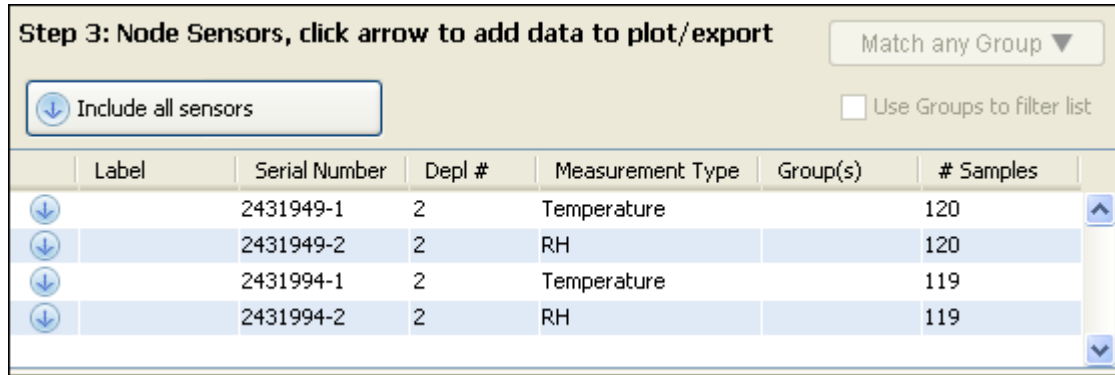 Step 3: Node Sensors, click arrow to add data to plot/export
Match any Group ▼
Include all sensors
Use Groups to filter list
Label Serial Number Depl # Measurement Type Group(s) # Samples
2431949-1 2 Temperature 120
2431949-2 2 RH 120
2431994-1 2 Temperature 119
2431994-2 2 RH 119